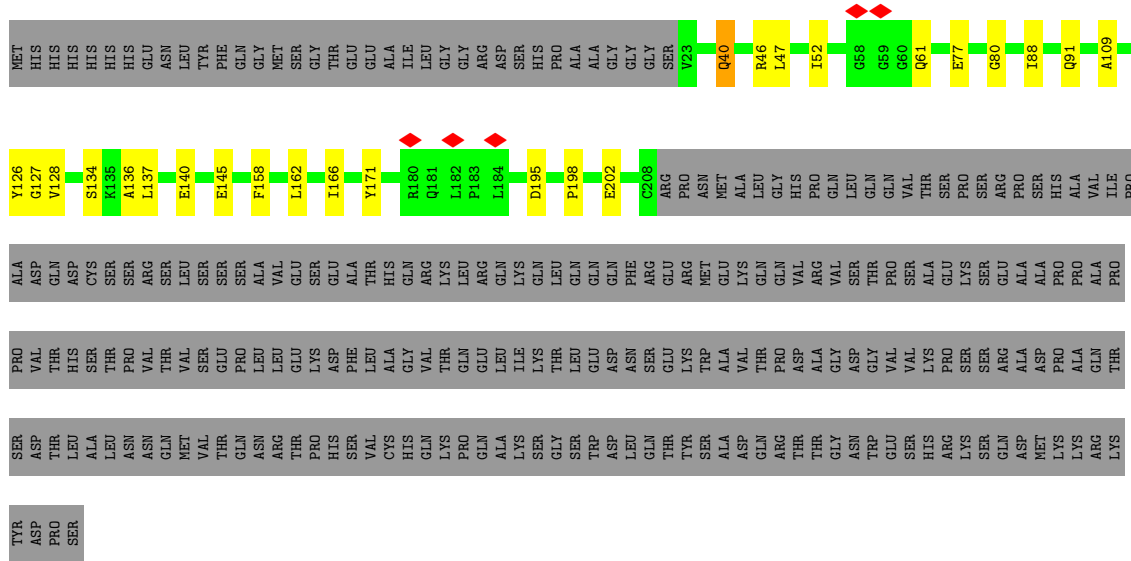 MET HIS HIS HIS HIS HIS HIS GLU ASN LEU TYR PHE GLN GLY MET SER GLY THR GLU GLU ALA ILE LEU GLY GLY ARG ASP SER HIS PRO ALA ALA GLY GLY GLY SER V23 Q40 R46 L47 I52 G58 G59 G60 Q61 E77 G80 I88 Q91 A109
Y126 G127 V128 S134 K135 A136 L137 E140 E145 F158 L162 I166 Y171 R180 Q181 L182 P183 L184 D195 P198 E202 C208 ARG PRO ASN MET ALA LEU GLY HIS PRO GLN LEU GLN GLN VAL THR SER PRO SER ARG PRO SER HIS ALA VAL ILE PRO
ALA ASP GLN ASP CYS SER SER ARG SER LEU SER SER SER ALA VAL GLU SER GLU ALA THR HIS GLN ARG LYS LEU ARG GLN LYS GLN LEU GLN GLN GLN PHE ARG GLU ARG MET GLU LYS GLN GLN VAL ARG VAL SER THR PRO SER ALA GLU LYS SER GLU ALA ALA PRO PRO ALA PRO
PRO VAL THR HIS SER THR PRO VAL THR VAL SER GLU PRO LEU LEU GLU LYS ASP PHE LEU ALA GLY VAL THR GLN GLU LEU ILE LYS THR LEU GLU ASP ASN SER GLU LYS TRP ALA VAL THR PRO ASP ALA GLY ASP GLY VAL VAL LYS PRO SER SER ARG ALA ASP PRO ALA GLN THR
SER ASP THR LEU ALA LEU ASN ASN GLN MET VAL THR GLN ASN ARG THR PRO HIS SER VAL CYS HIS GLN LYS PRO GLN ALA LYS SER GLY SER TRP ASP LEU GLN THR TYR SER ALA ASP GLN ARG THR THR GLY ASN TRP GLU SER HIS ARG LYS SER GLN ASP MET LYS LYS ARG LYS
TYR ASP PRO SER